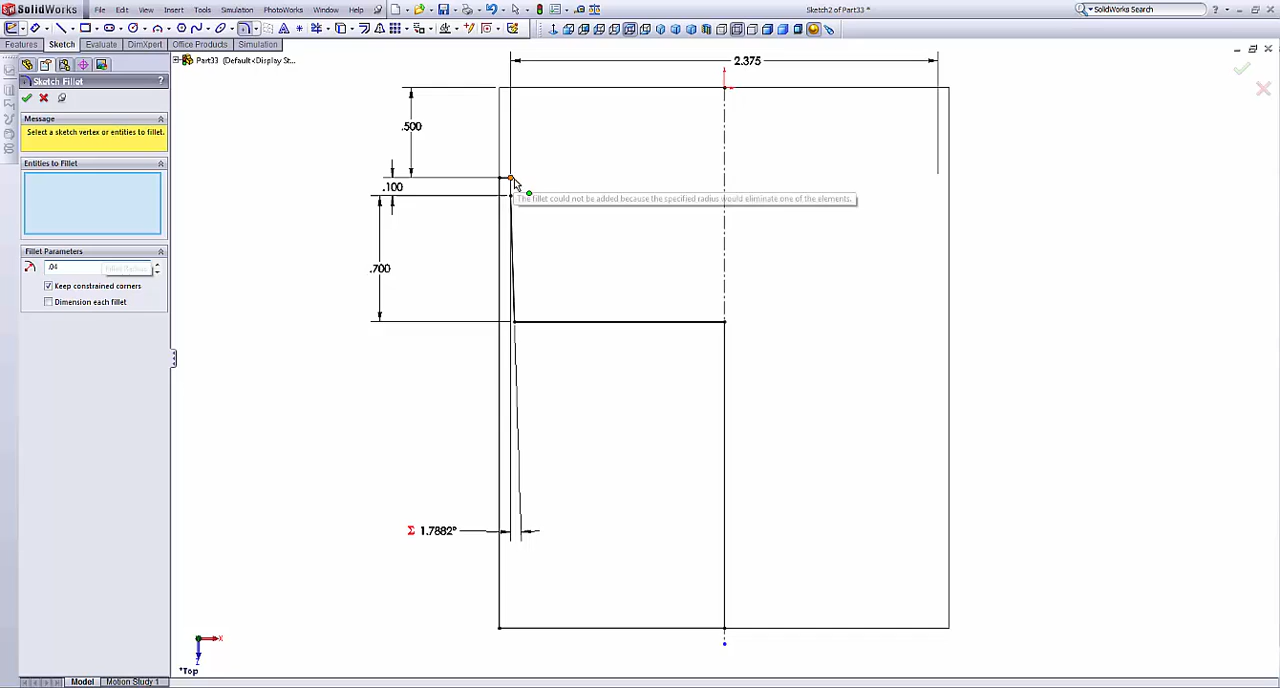 SolidWorks File Edit View Insert Tools Simulation PhotoWorks Window Help Sketch2 of Part33 * SolidWorks Search
Features Sketch Evaluate DimXpert Office Products Simulation
Part33 (Default<Display St...
Sketch Fillet ?
Message
Select a sketch vertex or entities to fillet.
Entities to Fillet
Fillet Parameters
.04 Fillet Radius
Keep constrained corners
Dimension each fillet
2.375
.500
.100
The fillet could not be added because the specified radius would eliminate one of the elements.
.700
Σ 1.7882°
X
Z
*Top
Model Motion Study 1